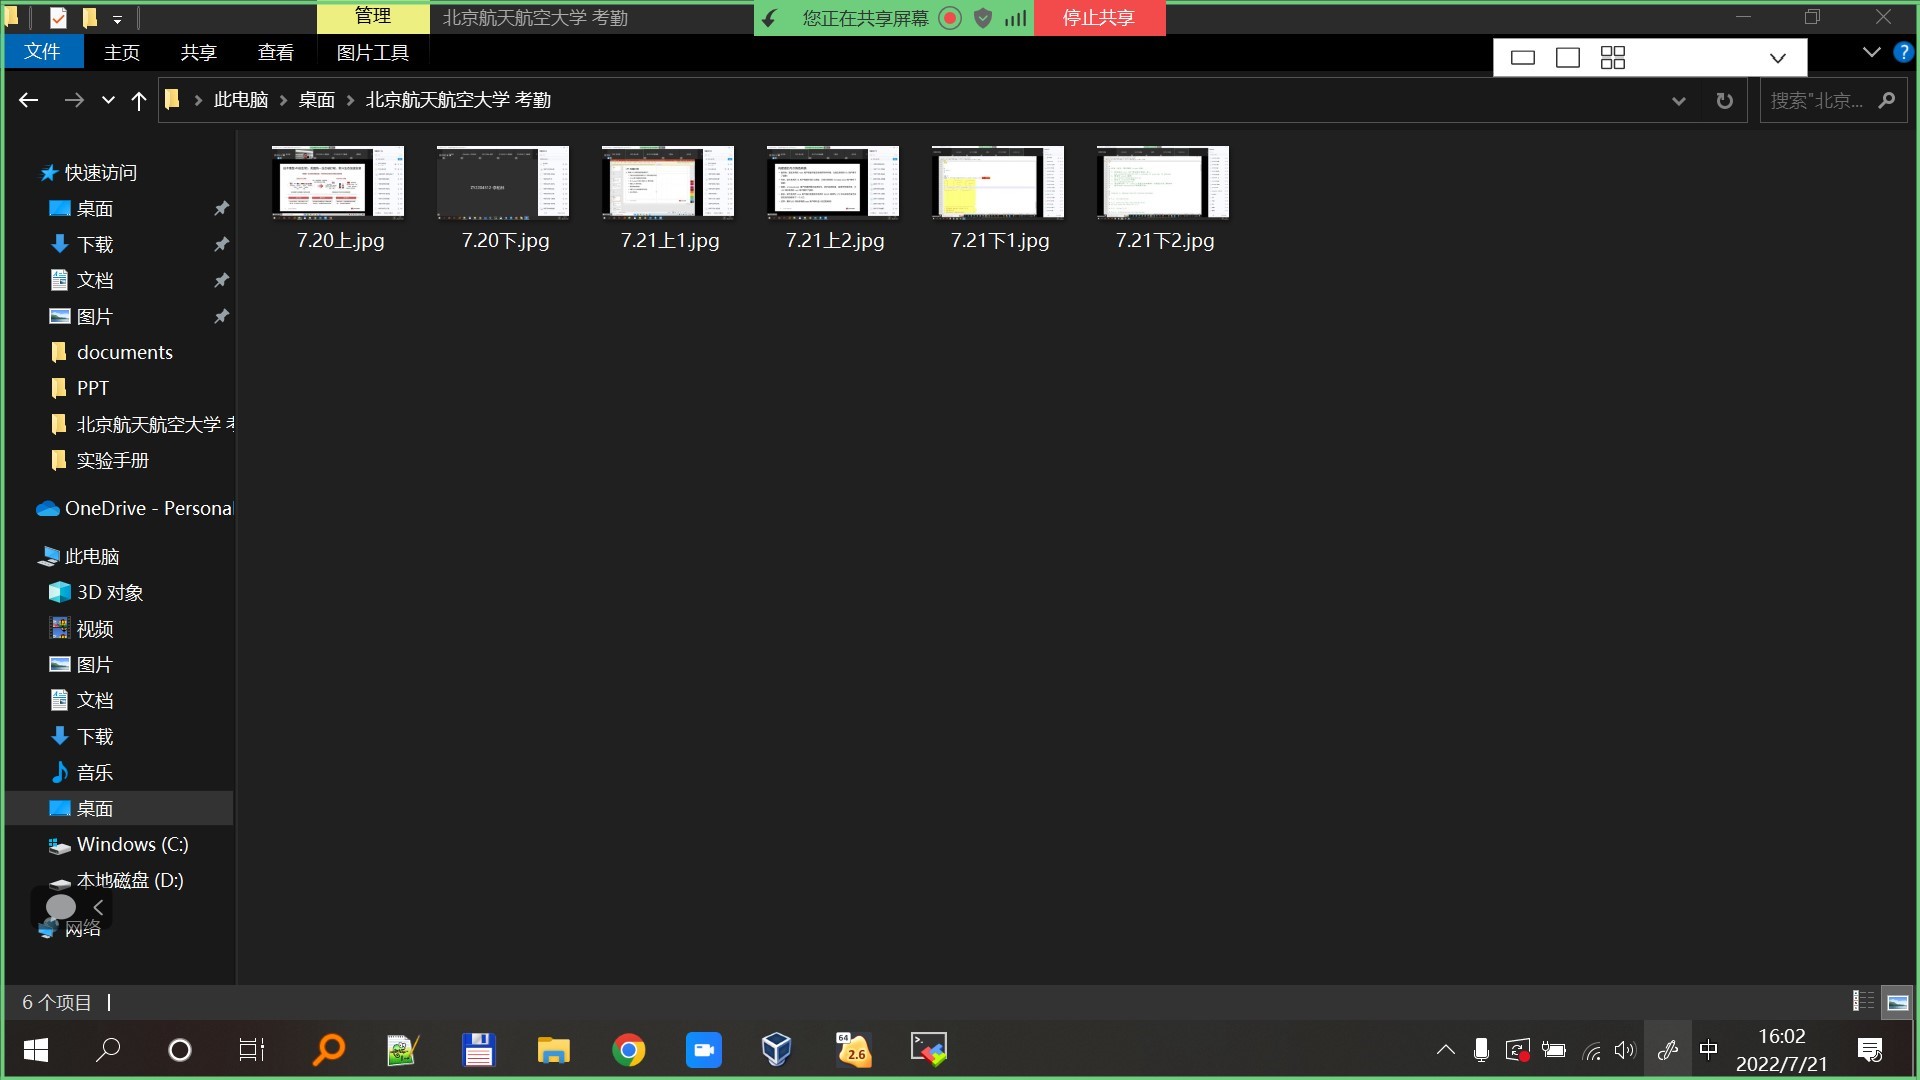 管理
北京航天航空大学 考勤
您正在共享屏幕
停止共享
文件
主页
共享
查看
图片工具
此电脑
桌面
北京航天航空大学 考勤
搜索"北京...
快速访问
桌面
下载
文档
图片
documents
PPT
北京航天航空大学
实验手册
OneDrive - Personal
此电脑
3D 对象
视频
图片
文档
下载
音乐
桌面
Windows (C:)
本地磁盘 (D:)
网络
7.20上.jpg
7.20下.jpg
7.21上1.jpg
7.21上2.jpg
7.21下1.jpg
7.21下2.jpg
6 个项目
64
2.6
中
16:02
2022/7/21